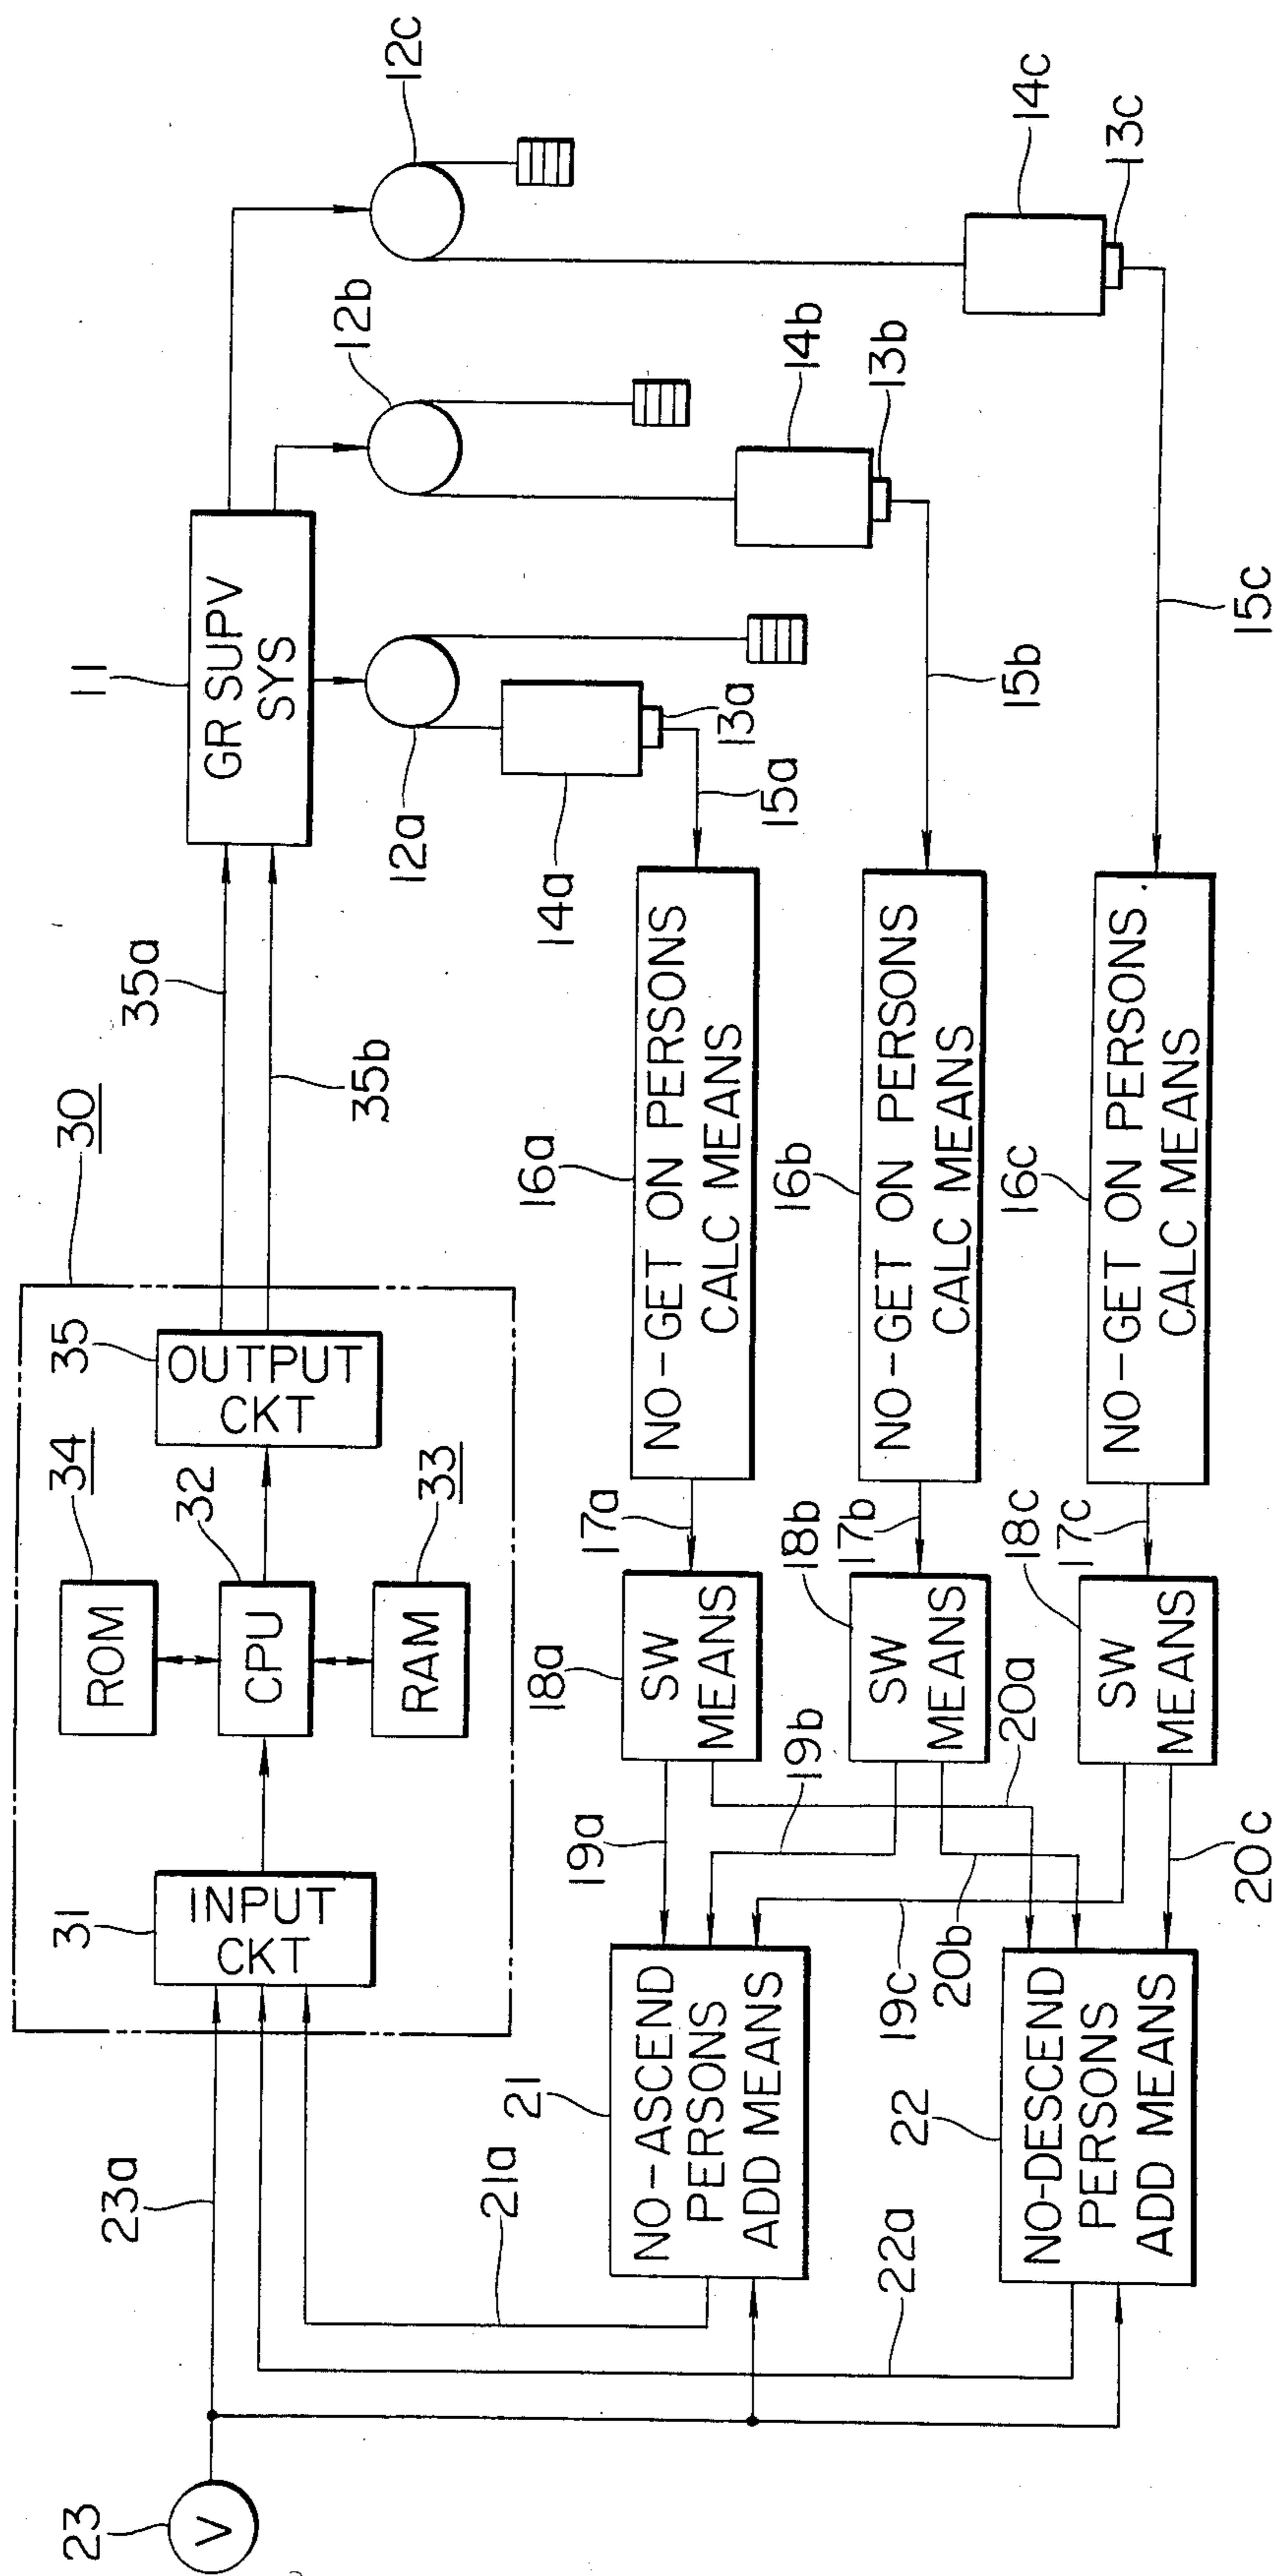 23
V
23a
30
31
INPUT
CKT
34
ROM
32
CPU
33
RAM
35
OUTPUT
CKT
35a
35b
11
GR SUPV
SYS
12a
12b
12c
14a
13a
15a
14b
13b
15b
14c
13c
15c
16a
NO-GET ON PERSONS
CALC MEANS
16b
NO-GET ON PERSONS
CALC MEANS
16c
NO-GET ON PERSONS
CALC MEANS
17a
17b
17c
18a
SW
MEANS
18b
SW
MEANS
18c
SW
MEANS
19a
19b
19c
20a
20b
20c
21
NO-ASCEND
PERSONS
ADD MEANS
21a
22
NO-DESCEND
PERSONS
ADD MEANS
22a